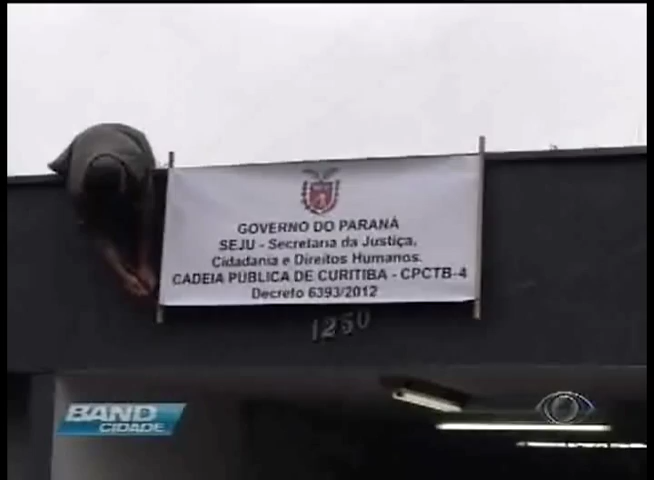 GOVERNO DO PARANÁ
SEJU - Secretaria da Justiça,
Cidadania e Direitos Humanos.
CADEIA PÚBLICA DE CURITIBA - CPCTB-4
Decreto 6393/2012
1250
BAND
CIDADE